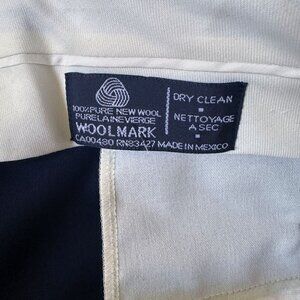 100% PURE NEW WOOL
PURE LAINE VIERGE
WOOLMARK
DRY CLEAN
NETTOYAGE
A SEC
CA00480 RN83427 MADE IN MEXICO